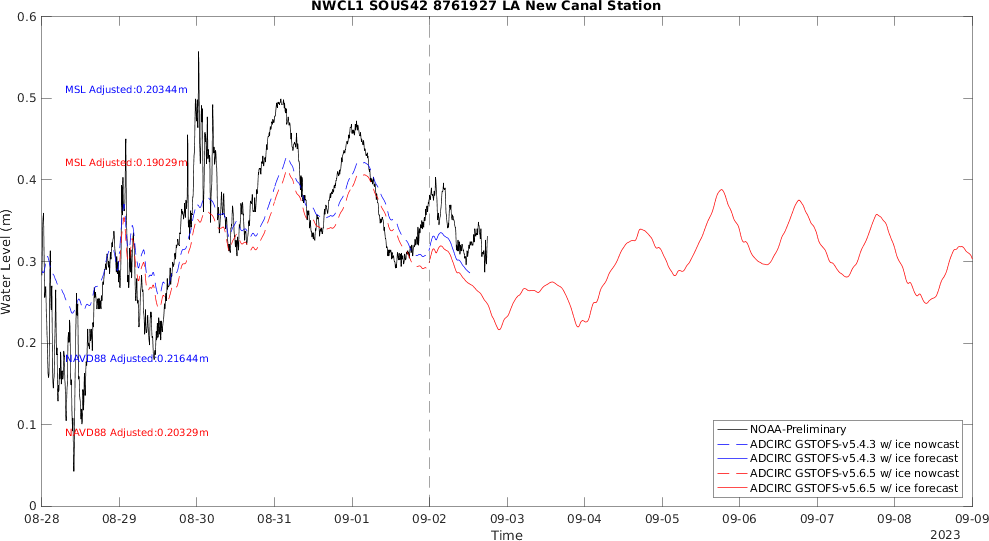 NWCL1 SOUS42 8761927 LA New Canal Station
0.6
0.5
0.4
0.3
0.2
0.1
0
Water Level (m)
MSL Adjusted:0.20344m
MSL Adjusted:0.19029m
NAVD88 Adjusted:0.21644m
NAVD88 Adjusted:0.20329m
NOAA-Preliminary
ADCIRC GSTOFS-v5.4.3 w/ ice nowcast
ADCIRC GSTOFS-v5.4.3 w/ ice forecast
ADCIRC GSTOFS-v5.6.5 w/ ice nowcast
ADCIRC GSTOFS-v5.6.5 w/ ice forecast
08-28 08-29 08-30 08-31 09-01 09-02 09-03 09-04 09-05 09-06 09-07 09-08 09-09
Time
2023